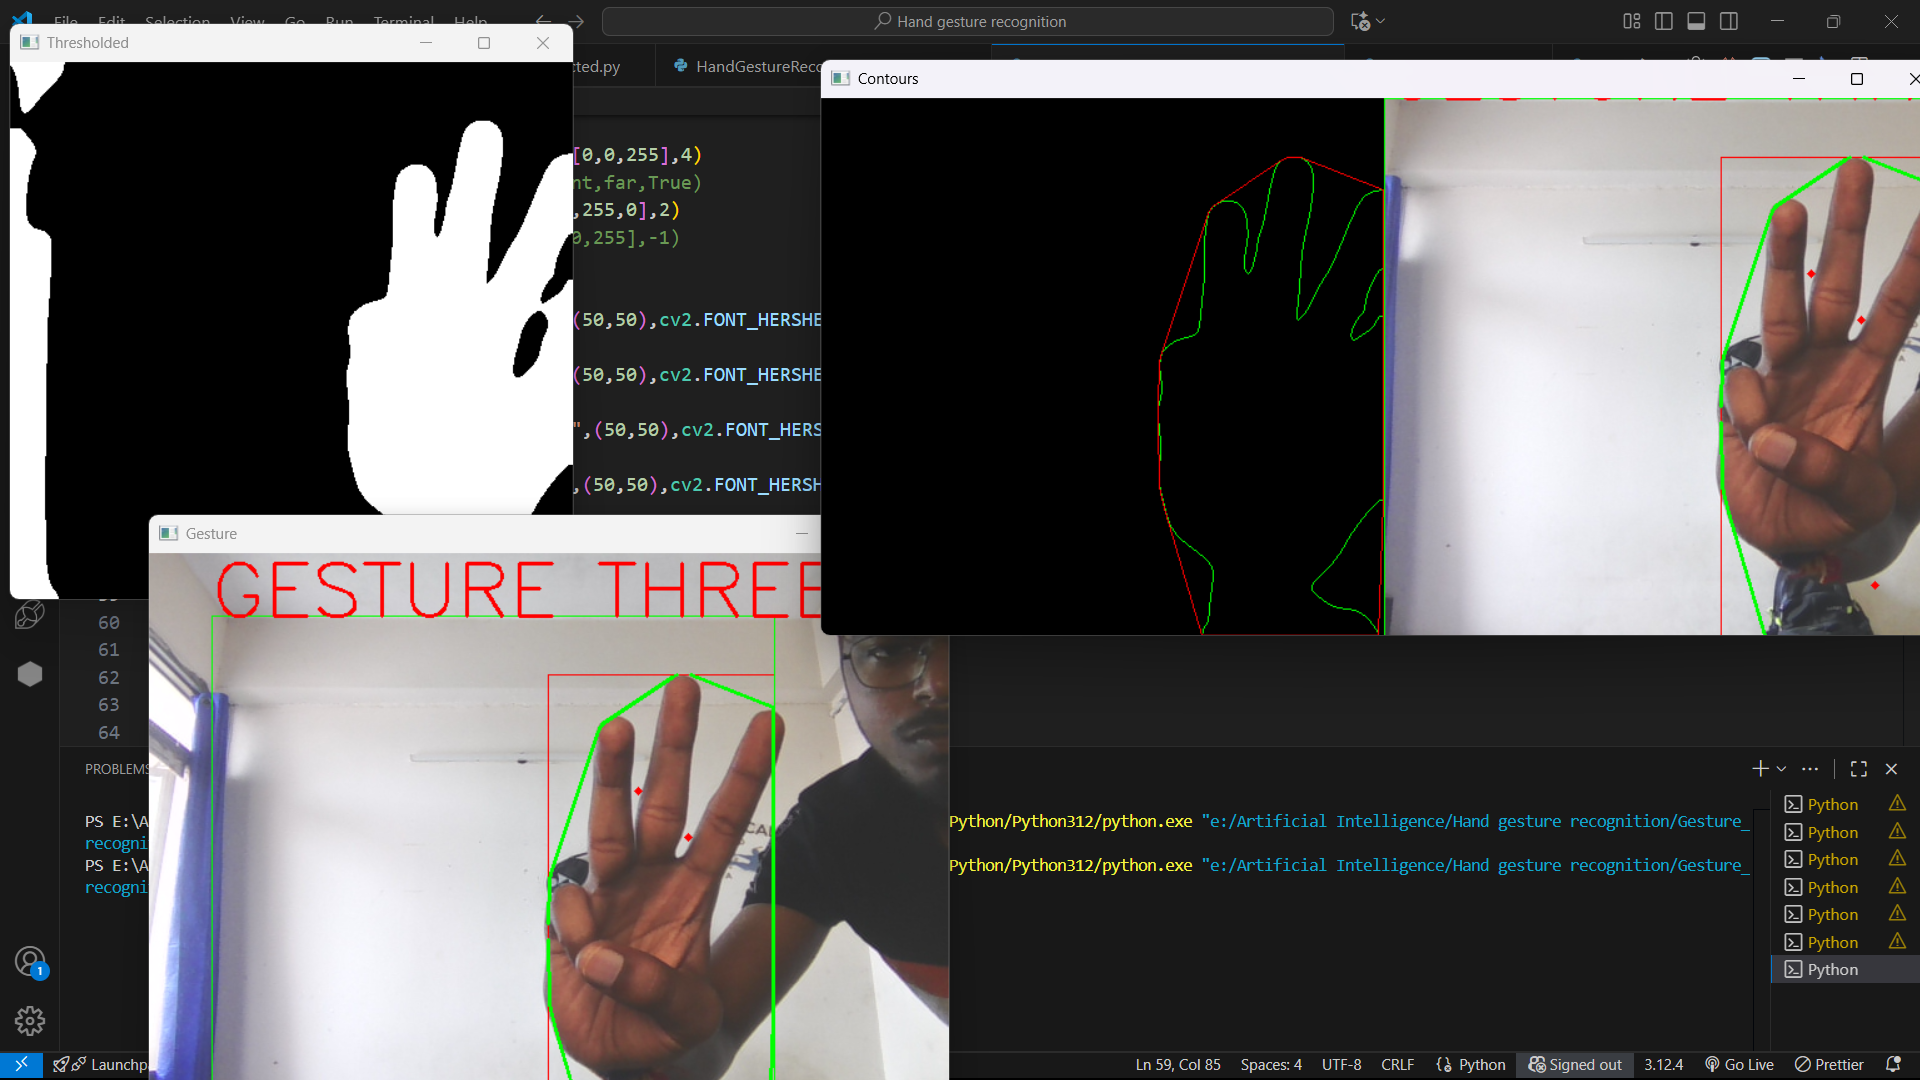 File Edit Selection View Go Run Terminal Help
Hand gesture recognition
Thresholded
cted.py
HandGestureReco
Contours
[0,0,255],4)
nt,far,True)
,255,0],2)
0,255],-1)
(50,50),cv2.FONT_HERSHE
(50,50),cv2.FONT_HERSHE
",(50,50),cv2.FONT_HERS
,(50,50),cv2.FONT_HERSH
Gesture
GESTURE THREE
60
61
62
63
64
PROBLEMS
PS E:\A
Python/Python312/python.exe "e:/Artificial Intelligence/Hand gesture recognition/Gesture_
recogni
PS E:\A
Python/Python312/python.exe "e:/Artificial Intelligence/Hand gesture recognition/Gesture_
recogni
Python
Python
Python
Python
Python
Python
Python
1
Launchp
Ln 59, Col 85
Spaces: 4
UTF-8
CRLF
Python
Signed out
3.12.4
Go Live
Prettier